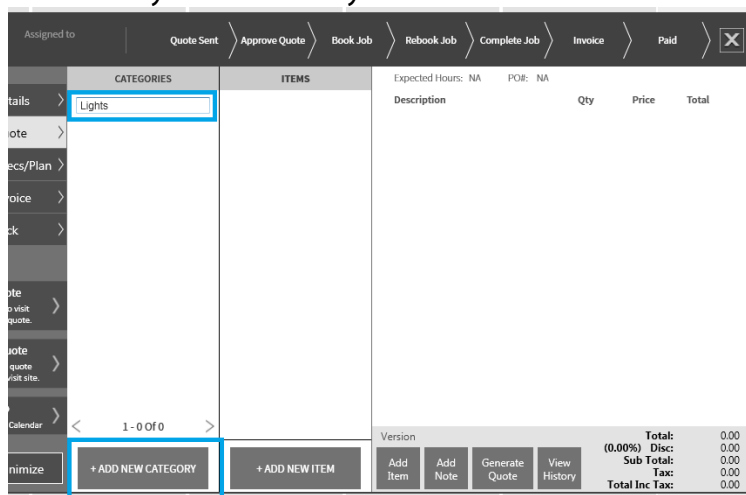 Assigned to
Quote Sent
Approve Quote
Book Job
Rebook Job
Complete Job
Invoice
Paid
X
CATEGORIES
ITEMS
Expected Hours: NA PO#: NA
Description Qty Price Total
Lights
tails
ote
ecs/Plan
voice
ck
ote
o visit
quote.
uote
quote
visit site.
Calendar
nimize
1 - 0 Of 0
+ ADD NEW CATEGORY
+ ADD NEW ITEM
Version
Add
Item
Add
Note
Generate
Quote
View
History
Total: 0.00
(0.00%) Disc: 0.00
Sub Total: 0.00
Tax: 0.00
Total Inc Tax: 0.00